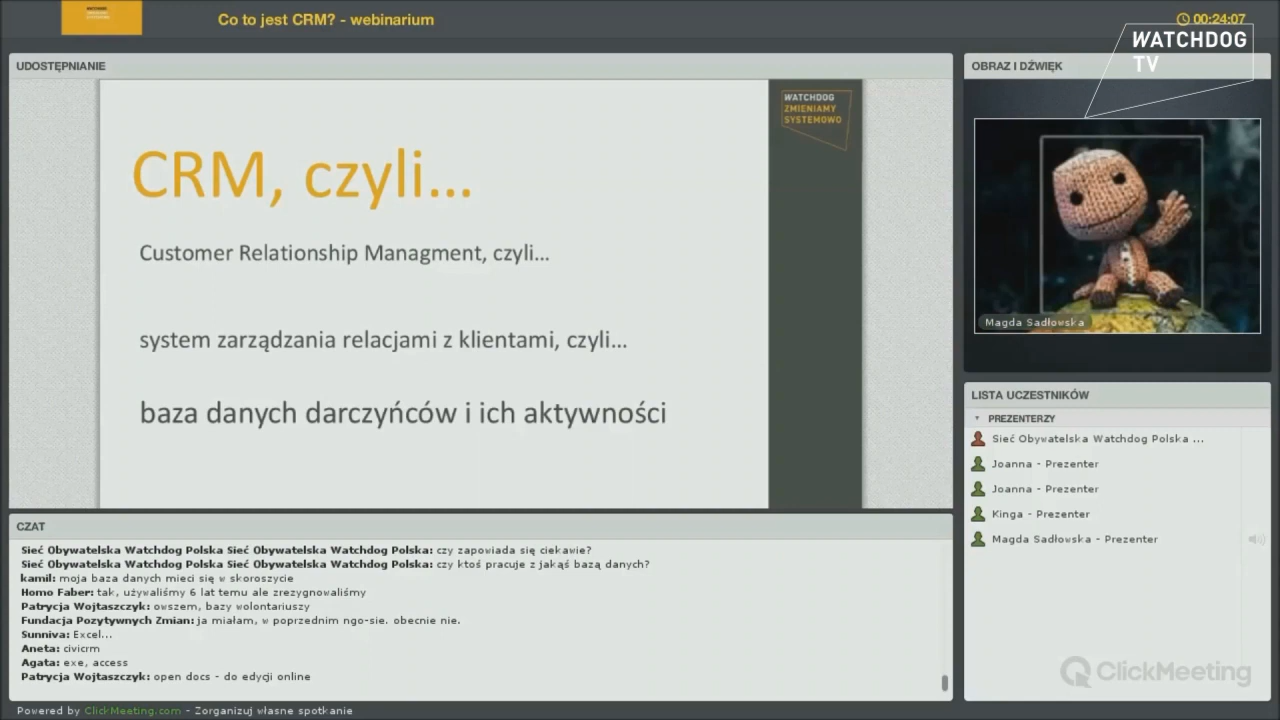 Co to jest CRM? - webinarium
00:24:07
WATCHDOG
TV
UDOSTĘPNIANIE
WATCHDOG
ZMIENIAMY
SYSTEMOWO
CRM, czyli...
Customer Relationship Managment, czyli...
system zarządzania relacjami z klientami, czyli...
baza danych darczyńców i ich aktywności
OBRAZ I DŹWIĘK
Magda Sadłowska
LISTA UCZESTNIKÓW
PREZENTERZY
Sieć Obywatelska Watchdog Polska ...
Joanna - Prezenter
Joanna - Prezenter
Kinga - Prezenter
Magda Sadłowska - Prezenter
ClickMeeting
CZAT
Sieć Obywatelska Watchdog Polska Sieć Obywatelska Watchdog Polska: czy zapowiada się ciekawie?
Sieć Obywatelska Watchdog Polska Sieć Obywatelska Watchdog Polska: czy ktoś pracuje z jakąś bazą danych?
kamil: moja baza danych mieci się w skoroszycie
Homo Faber: tak, używaliśmy 6 lat temu ale zrezygnowaliśmy
Patrycja Wojtaszczyk: owszem, bazy wolontariuszy
Fundacja Pozytywnych Zmian: ja miałam, w poprzednim ngo-sie. obecnie nie.
Sunniva: Excel...
Aneta: civicrm
Agata: exe, access
Patrycja Wojtaszczyk: open docs - do edycji online
Powered by ClickMeeting.com - Zorganizuj własne spotkanie